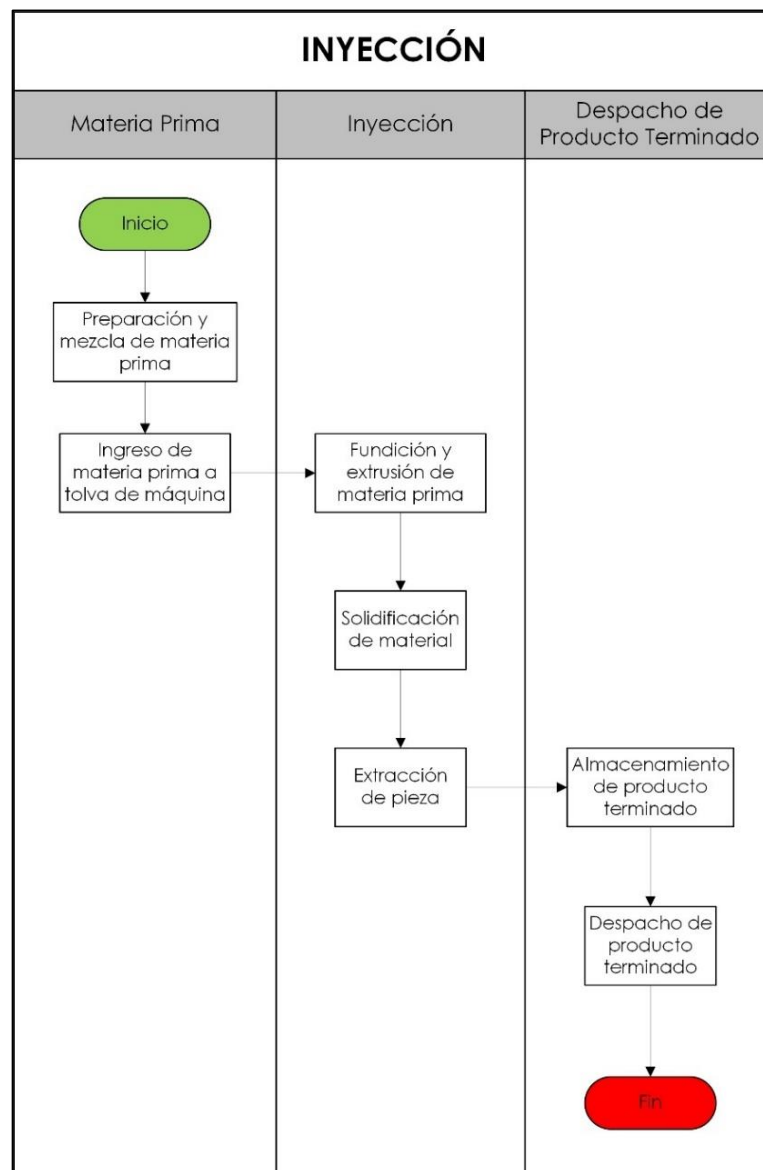 INYECCIÓN
Materia Prima
Inyección
Despacho de
Producto Terminado
Inicio
Preparación y
mezcla de materia
prima
Ingreso de
materia prima a
tolva de máquina
Fundición y
extrusión de
materia prima
Solidificación
de material
Extracción
de pieza
Almacenamiento
de producto
terminado
Despacho de
producto
terminado
Fin